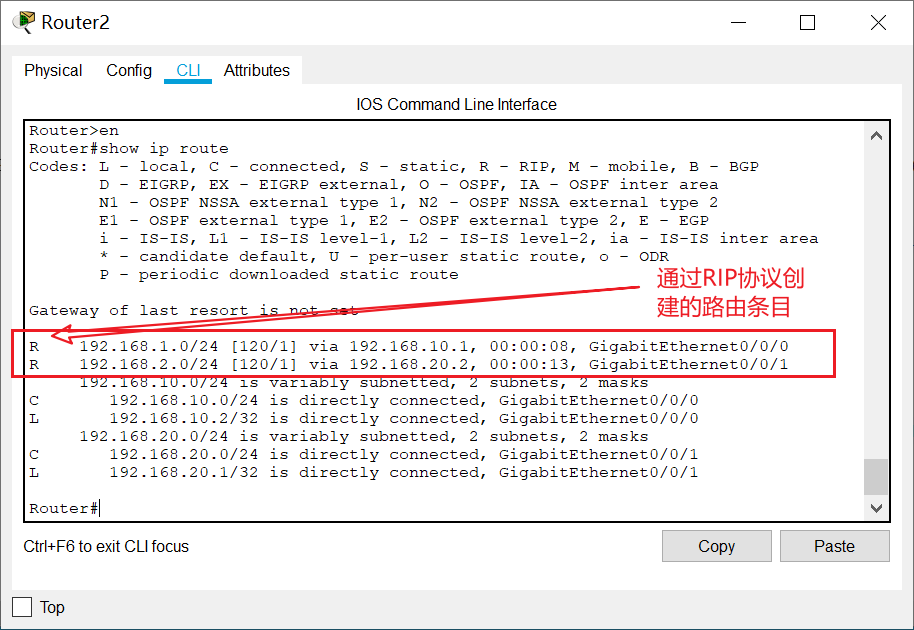 Router2
Physical Config CLI Attributes
IOS Command Line Interface
Router>en
Router#show ip route
Codes: L - local, C - connected, S - static, R - RIP, M - mobile, B - BGP
D - EIGRP, EX - EIGRP external, O - OSPF, IA - OSPF inter area
N1 - OSPF NSSA external type 1, N2 - OSPF NSSA external type 2
E1 - OSPF external type 1, E2 - OSPF external type 2, E - EGP
i - IS-IS, L1 - IS-IS level-1, L2 - IS-IS level-2, ia - IS-IS inter area
* - candidate default, U - per-user static route, o - ODR
P - periodic downloaded static route
通过RIP协议创
建的路由条目
Gateway of last resort is not set
R 192.168.1.0/24 [120/1] via 192.168.10.1, 00:00:08, GigabitEthernet0/0/0
R 192.168.2.0/24 [120/1] via 192.168.20.2, 00:00:13, GigabitEthernet0/0/1
192.168.10.0/24 is variably subnetted, 2 subnets, 2 masks
C 192.168.10.0/24 is directly connected, GigabitEthernet0/0/0
L 192.168.10.2/32 is directly connected, GigabitEthernet0/0/0
192.168.20.0/24 is variably subnetted, 2 subnets, 2 masks
C 192.168.20.0/24 is directly connected, GigabitEthernet0/0/1
L 192.168.20.1/32 is directly connected, GigabitEthernet0/0/1
Router#
Ctrl+F6 to exit CLI focus
Copy Paste
Top